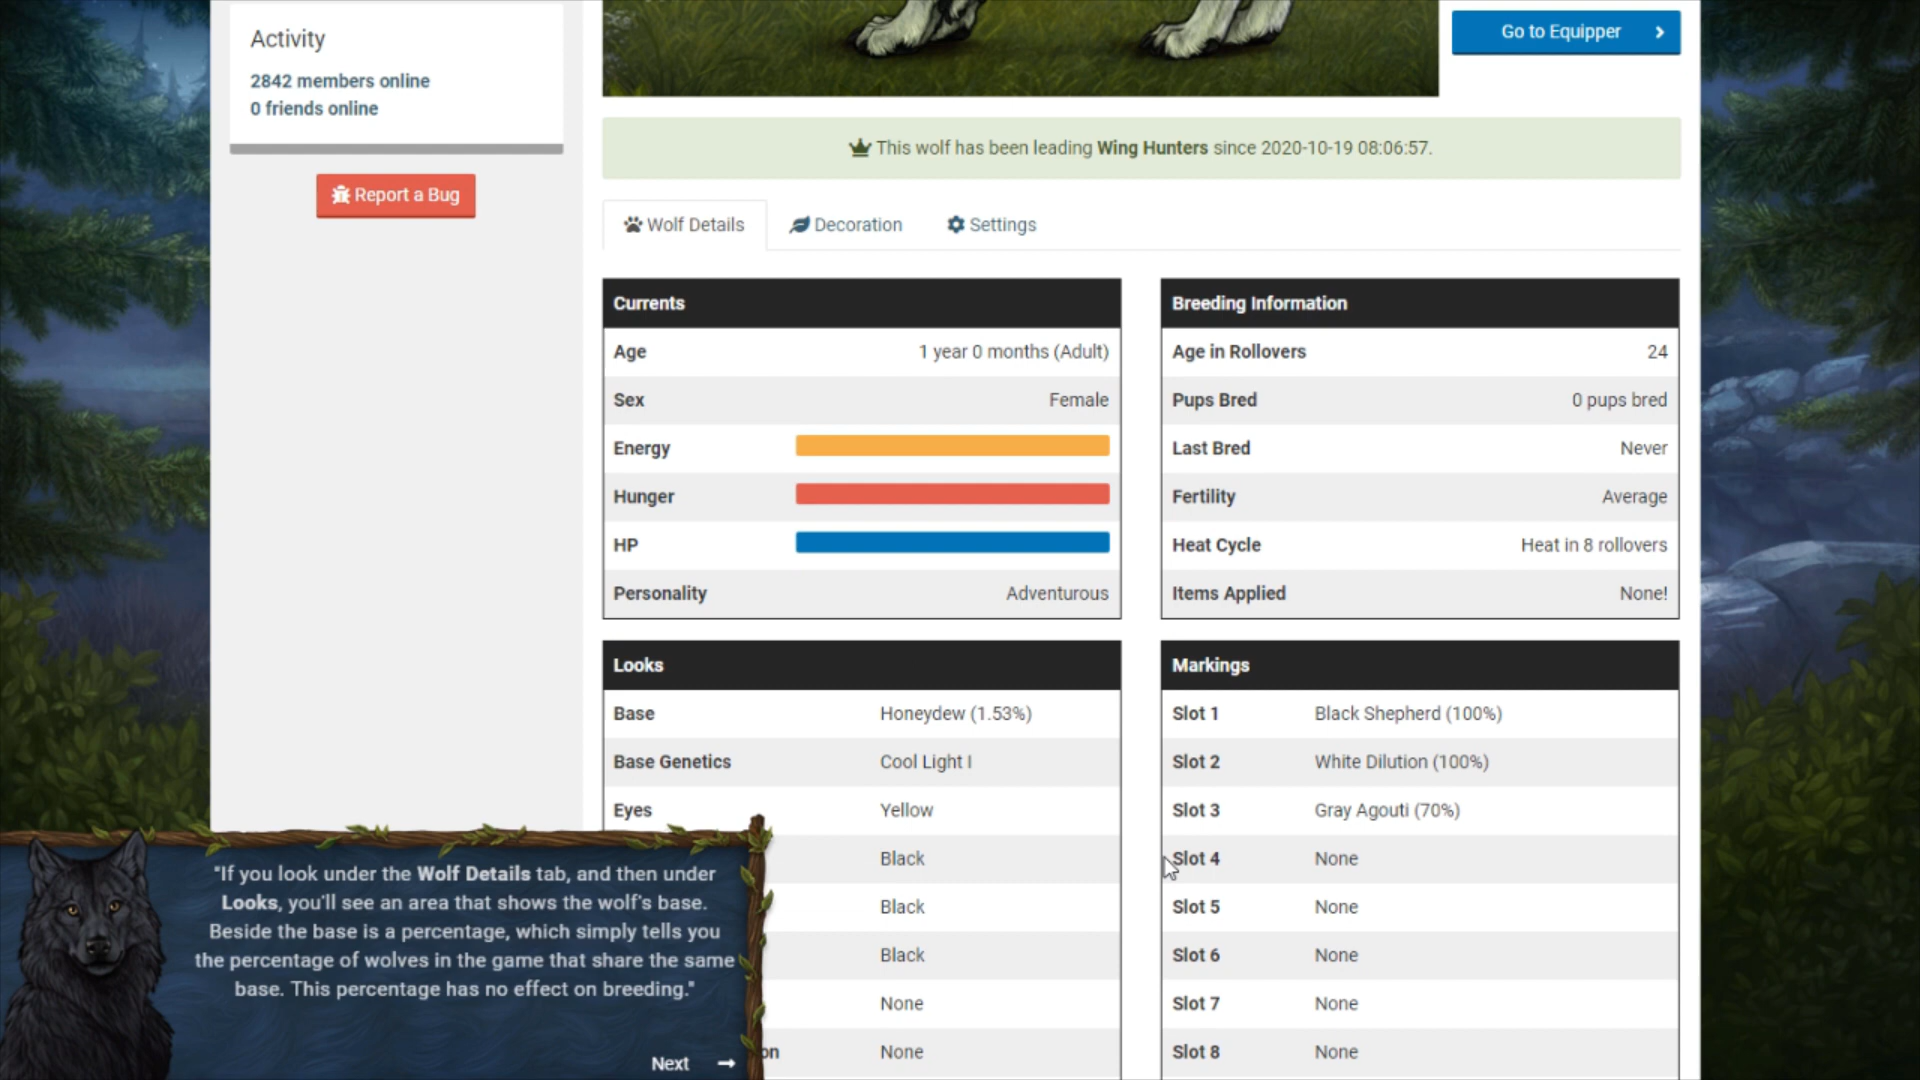 Activity
2842 members online
0 friends online
Report a Bug
Go to Equipper
This wolf has been leading Wing Hunters since 2020-10-19 08:06:57.
Wolf Details
Decoration
Settings
Currents
Age 1 year 0 months (Adult)
Sex Female
Energy
Hunger
HP
Personality Adventurous
Breeding Information
Age in Rollovers 24
Pups Bred 0 pups bred
Last Bred Never
Fertility Average
Heat Cycle Heat in 8 rollovers
Items Applied None!
Looks
Base Honeydew (1.53%)
Base Genetics Cool Light I
Eyes Yellow
Black
Black
Black
None
on None
Markings
Slot 1 Black Shepherd (100%)
Slot 2 White Dilution (100%)
Slot 3 Gray Agouti (70%)
Slot 4 None
Slot 5 None
Slot 6 None
Slot 7 None
Slot 8 None
"If you look under the Wolf Details tab, and then under
Looks, you'll see an area that shows the wolf's base.
Beside the base is a percentage, which simply tells you
the percentage of wolves in the game that share the same
base. This percentage has no effect on breeding."
Next →